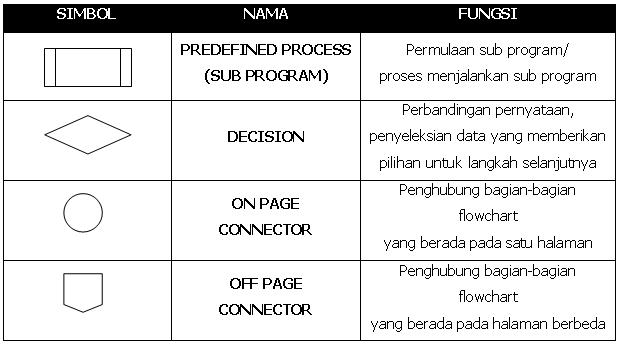 SIMBOL NAMA FUNGSI
PREDEFINED PROCESS
(SUB PROGRAM)
Permulaan sub program/
proses menjalankan sub program
DECISION
Perbandingan pernyataan,
penyeleksian data yang memberikan
pilihan untuk langkah selanjutnya
ON PAGE
CONNECTOR
Penghubung bagian-bagian
flowchart
yang berada pada satu halaman
OFF PAGE
CONNECTOR
Penghubung bagian-bagian
flowchart
yang berada pada halaman berbeda